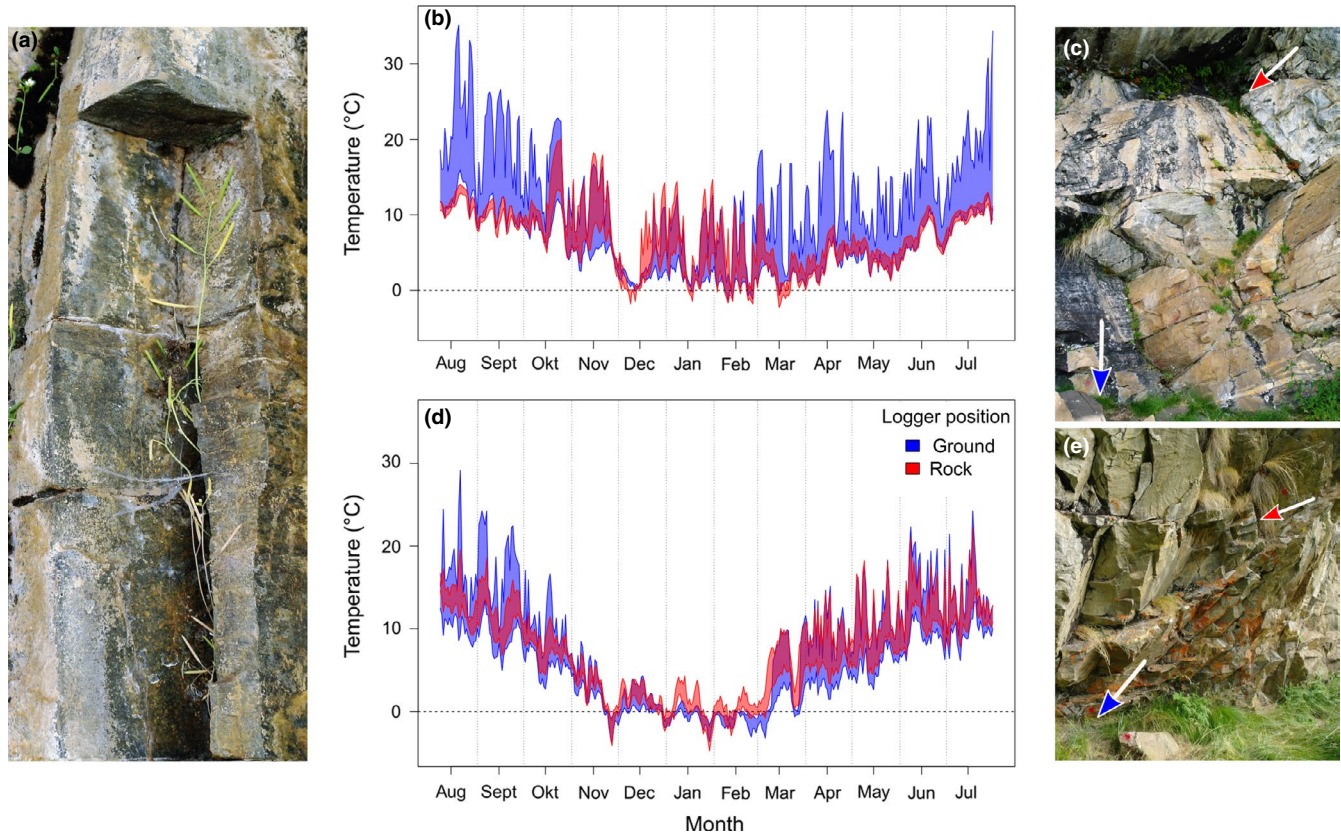 (a)
(b)
Temperature (°C)
30
20
10
0
Aug Sept Okt Nov Dec Jan Feb Mar Apr May Jun Jul
(c)
(d)
Logger position
Ground
Rock
Temperature (°C)
30
20
10
0
Aug Sept Okt Nov Dec Jan Feb Mar Apr May Jun Jul
Month
(e)